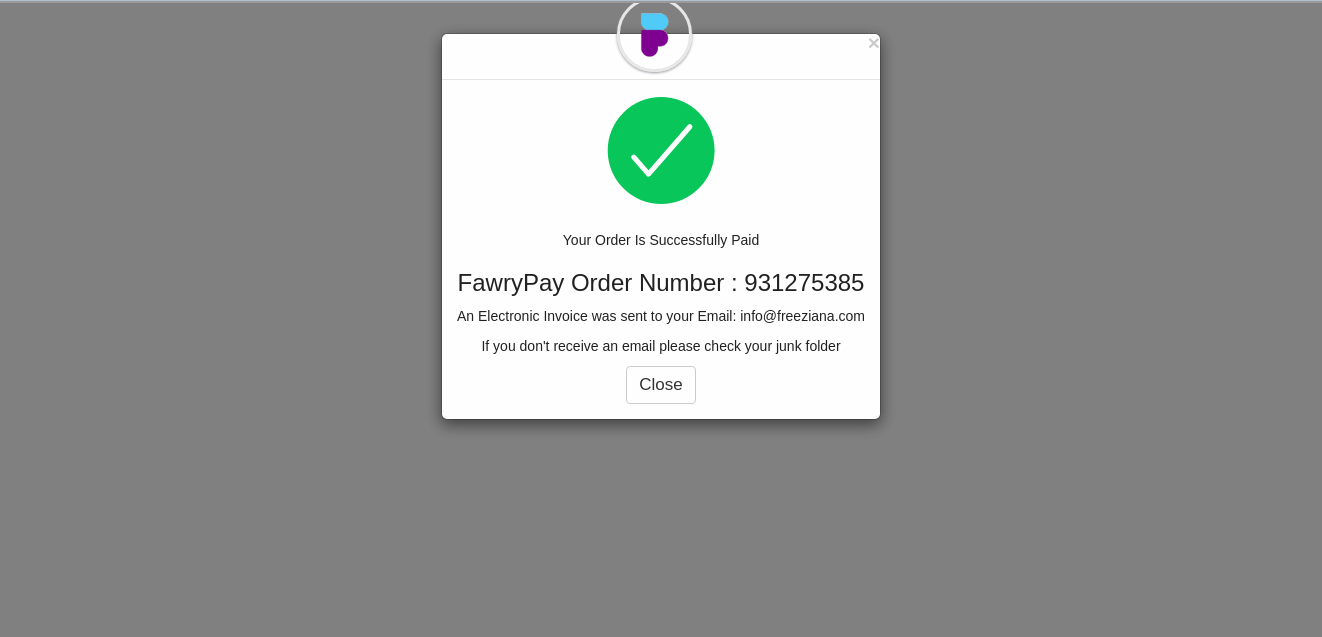 ×
Your Order Is Successfully Paid
FawryPay Order Number : 931275385
An Electronic Invoice was sent to your Email: info@freeziana.com
If you don't receive an email please check your junk folder
Close